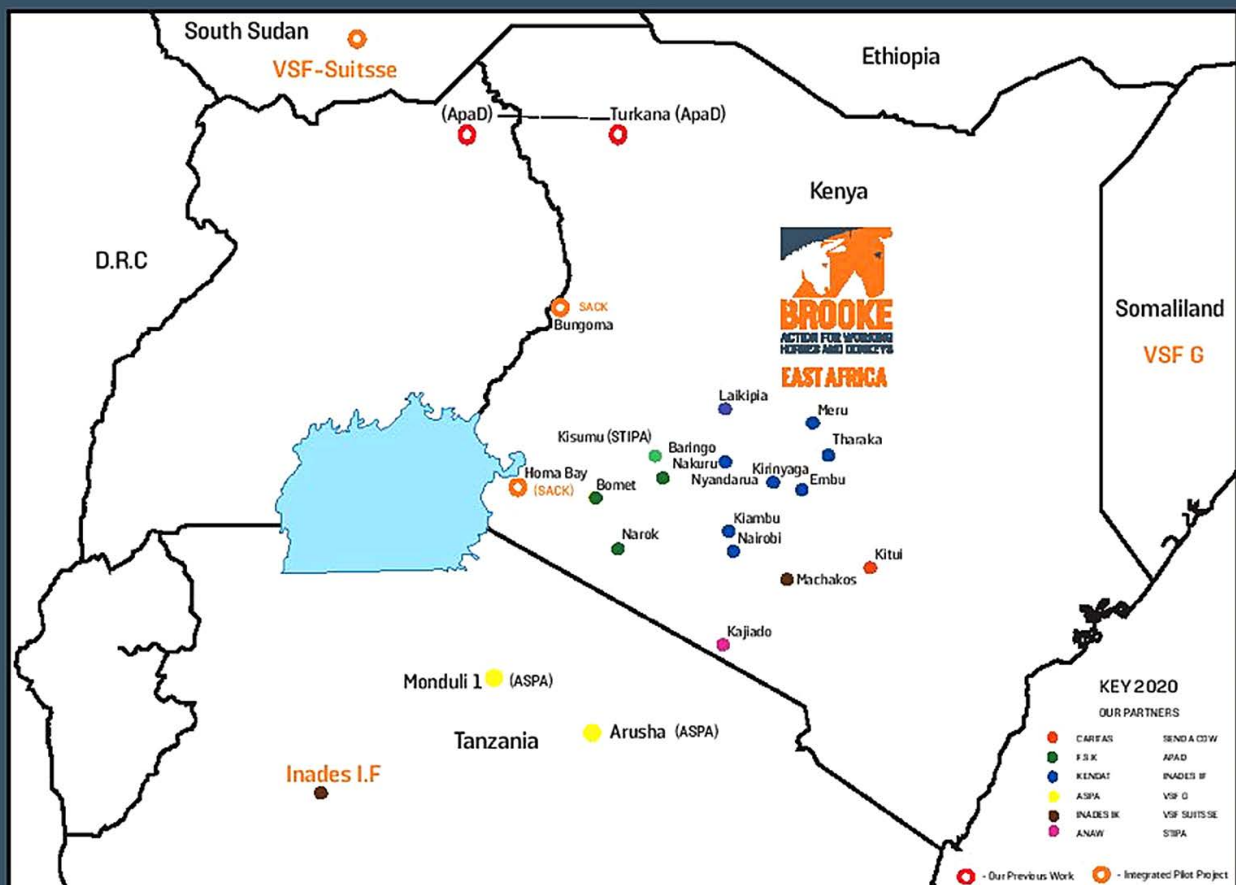 South Sudan
VSF-Suitsse
Ethiopia
(ApaD)
Turkana (ApaD)
Kenya
D.R.C
BROOKE
ACTION FOR WORKING
HORSES AND DONKEYS
EAST AFRICA
Somaliland
VSF G
SACK
Bungoma
Laikipia
Meru
Kisumu (STIPA)
Baringo
Tharaka
Nakuru
Nyandarua
Kirinyaga
Embu
Homa Bay
(SACK)
Bomet
Kiambu
Narok
Nairobi
Kitui
Machakos
Kajiado
Monduli 1 (ASPA)
Arusha (ASPA)
Tanzania
Inades I.F
KEY 2020
OUR PARTNERS
CARITAS SEND A COW
F.S.K APAD
KENDAT INADES IF
ASPA VSF G
INADES IK VSF SUITSSE
ANAW STIPA
- Our Previous Work - Integrated Pilot Project